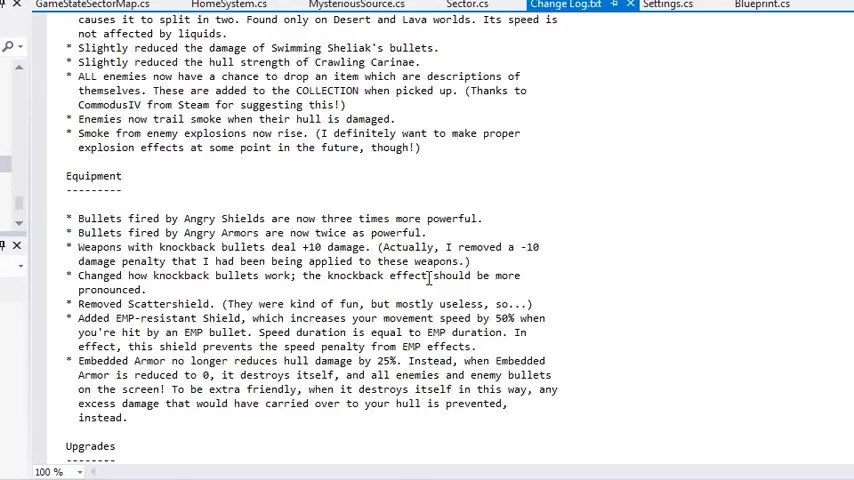 GameStateSectorMap.cs HomeSystem.cs MysteriousSource.cs Sector.cs Change Log.txt Settings.cs Blueprint.cs
causes it to split in two. Found only on Desert and Lava worlds. Its speed is
not affected by liquids.
* Slightly reduced the damage of Swimming Sheliak's bullets.
* Slightly reduced the hull strength of Crawling Carinae.
* ALL enemies now have a chance to drop an item which are descriptions of
themselves. These are added to the COLLECTION when picked up. (Thanks to
CommodusIV from Steam for suggesting this!)
* Enemies now trail smoke when their hull is damaged.
* Smoke from enemy explosions now rise. (I definitely want to make proper
explosion effects at some point in the future, though!)
Equipment
---------
* Bullets fired by Angry Shields are now three times more powerful.
* Bullets fired by Angry Armors are now twice as powerful.
* Weapons with knockback bullets deal +10 damage. (Actually, I removed a -10
damage penalty that I had been being applied to these weapons.)
* Changed how knockback bullets work; the knockback effect should be more
pronounced.
* Removed Scattershield. (They were kind of fun, but mostly useless, so...)
* Added EMP-resistant Shield, which increases your movement speed by 50% when
you're hit by an EMP bullet. Speed duration is equal to EMP duration. In
effect, this shield prevents the speed penalty from EMP effects.
* Embedded Armor no longer reduces hull damage by 25%. Instead, when Embedded
Armor is reduced to 0, it destroys itself, and all enemies and enemy bullets
on the screen! To be extra friendly, when it destroys itself in this way, any
excess damage that would have carried over to your hull is prevented,
instead.
Upgrades
--------
100 %